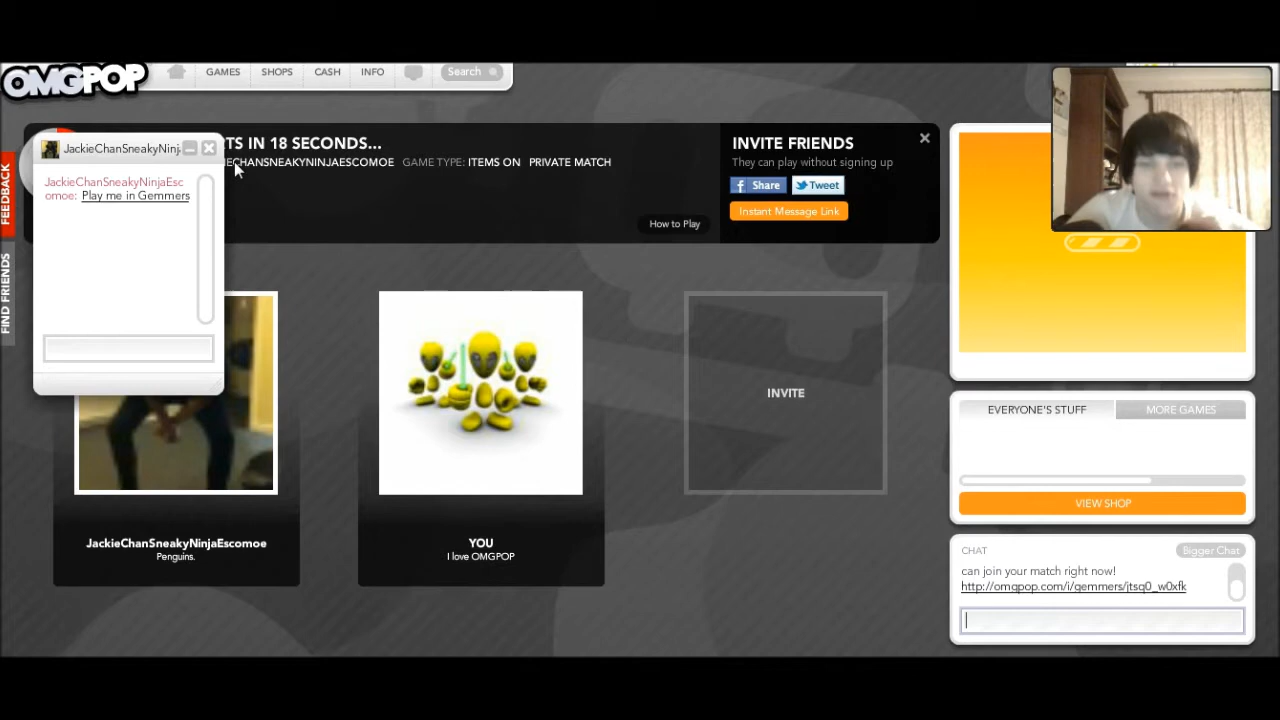 OMGPOP
GAMES SHOPS CASH INFO Search
FEEDBACK
FIND FRIENDS
JackieChanSneakyNinj
JackieChanSneakyNinjaEsc
omoe: Play me in Gemmers
TS IN 18 SECONDS...
ECHANSNEAKYNINJAESCOMOE GAME TYPE: ITEMS ON PRIVATE MATCH
How to Play
INVITE FRIENDS
They can play without signing up
f Share Tweet
Instant Message Link
INVITE
JackieChanSneakyNinjaEscomoe
Penguins.
YOU
I love OMGPOP
EVERYONE'S STUFF MORE GAMES
VIEW SHOP
CHAT Bigger Chat
can join your match right now!
http://omgpop.com/i/gemmers/jtsq0_w0xfk